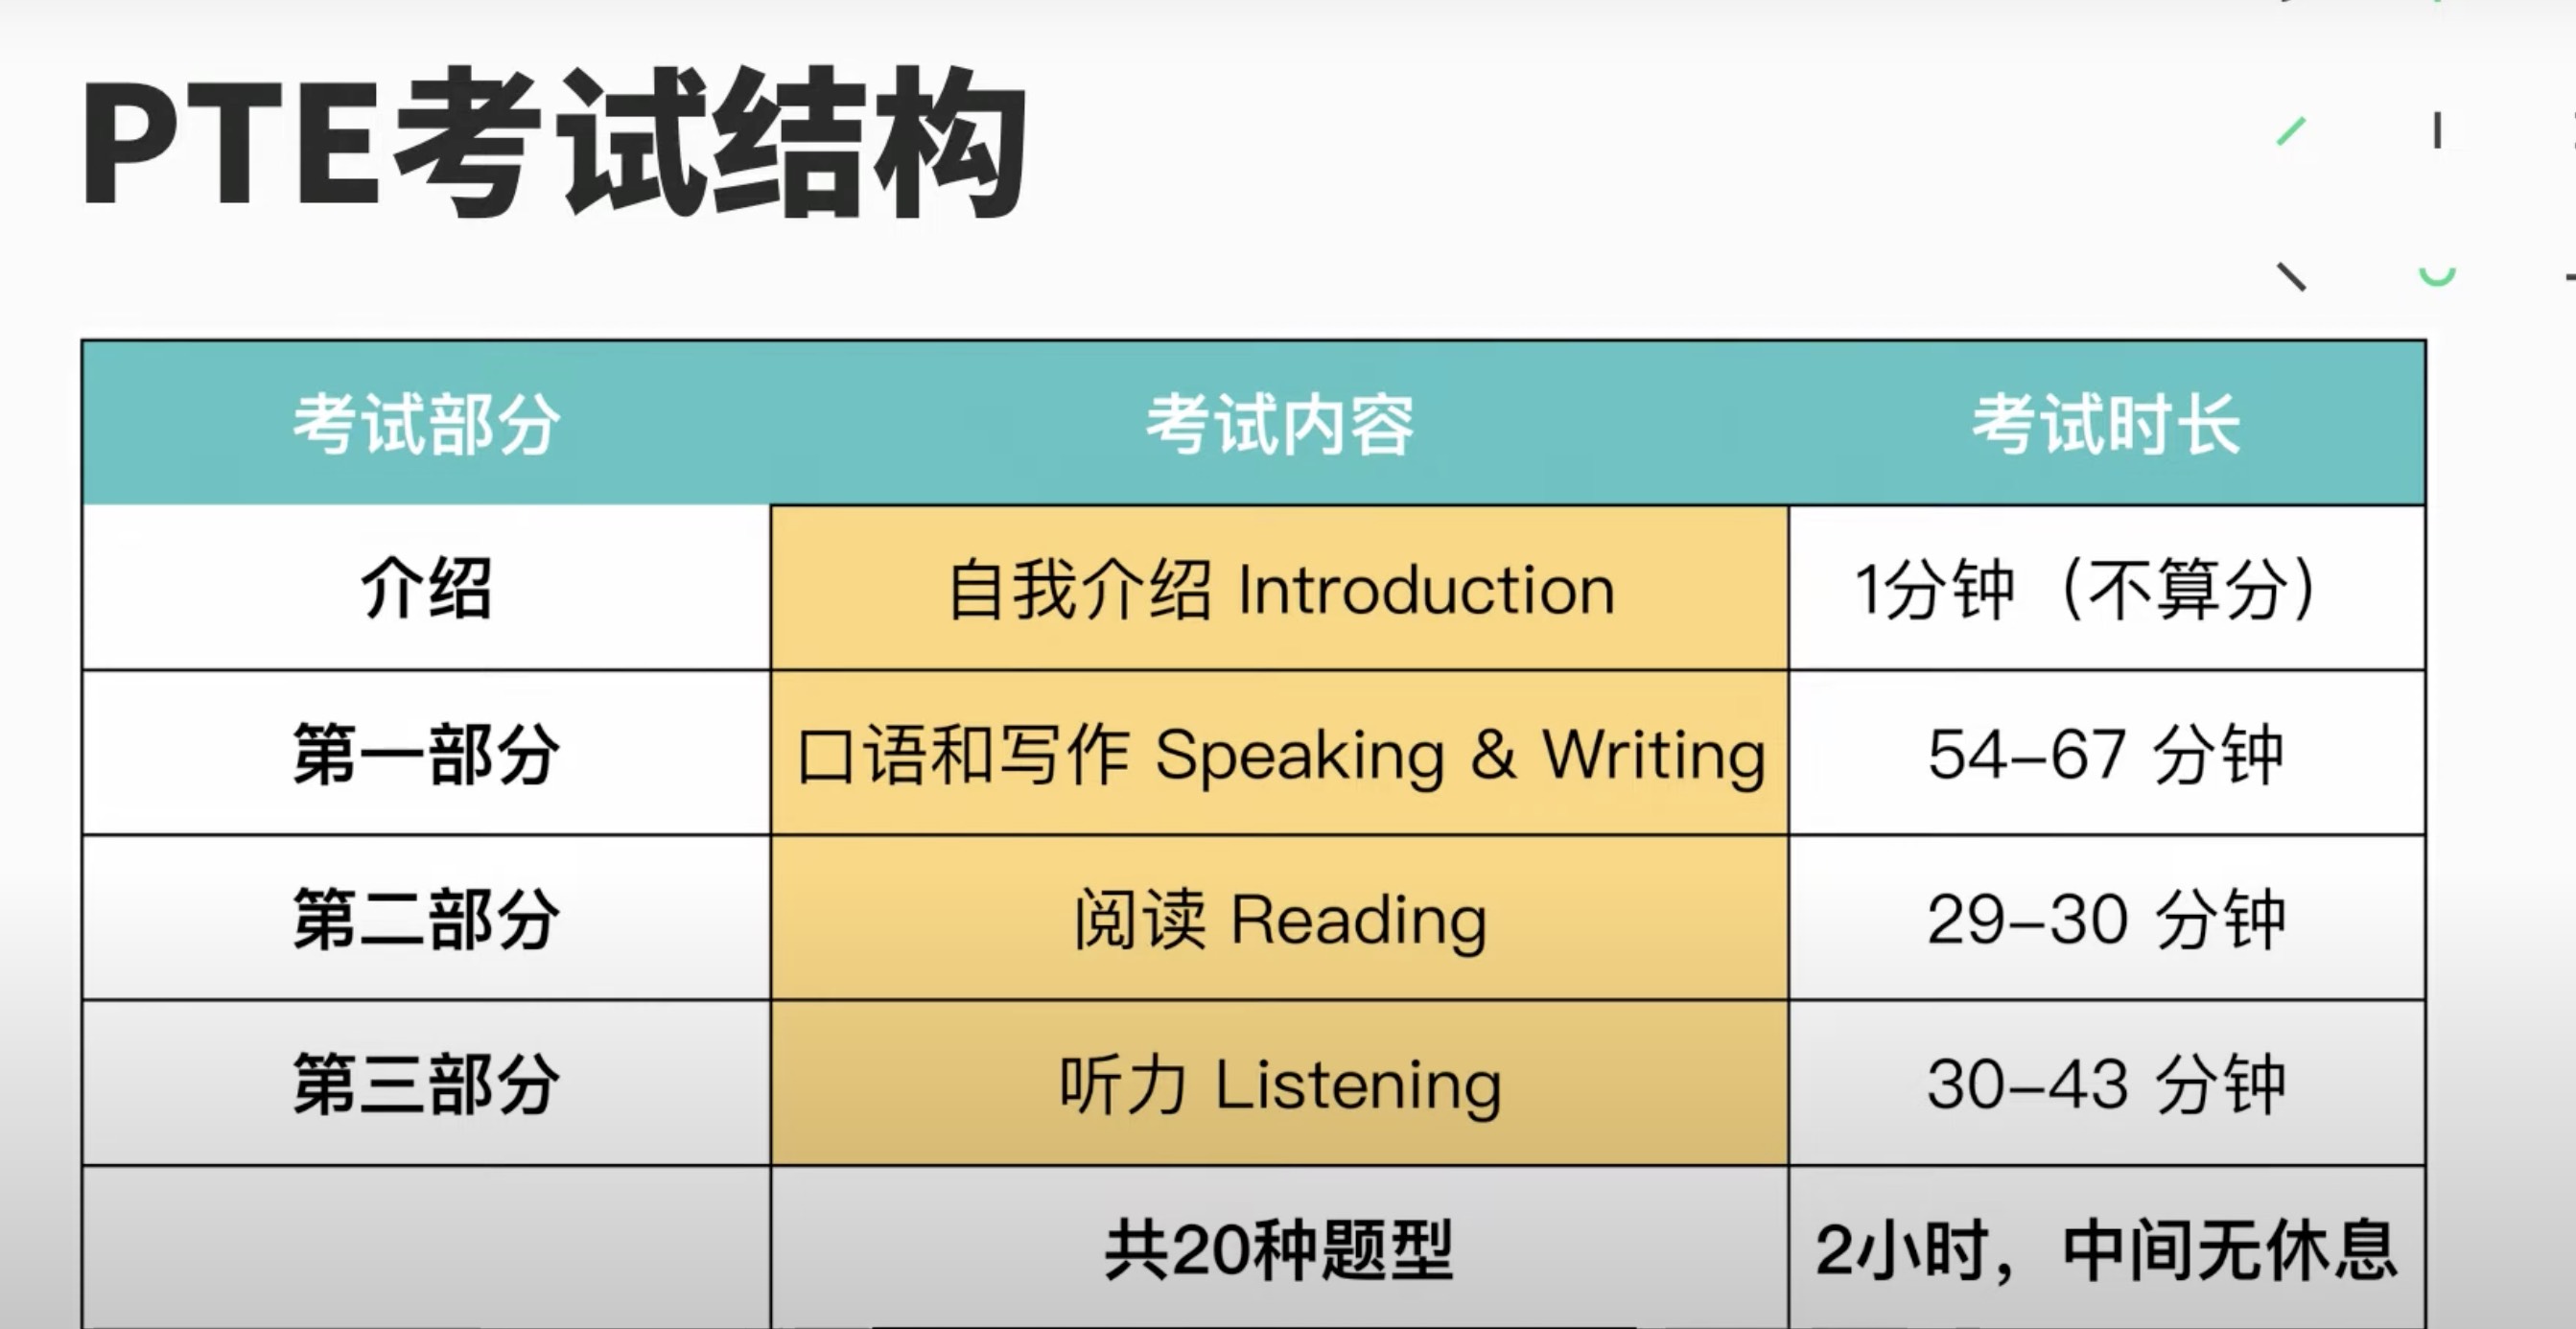 PTE考试结构
考试部分 考试内容 考试时长
介绍 自我介绍 Introduction 1分钟（不算分）
第一部分 口语和写作 Speaking & Writing 54–67 分钟
第二部分 阅读 Reading 29–30 分钟
第三部分 听力 Listening 30–43 分钟
共20种题型 2小时，中间无休息